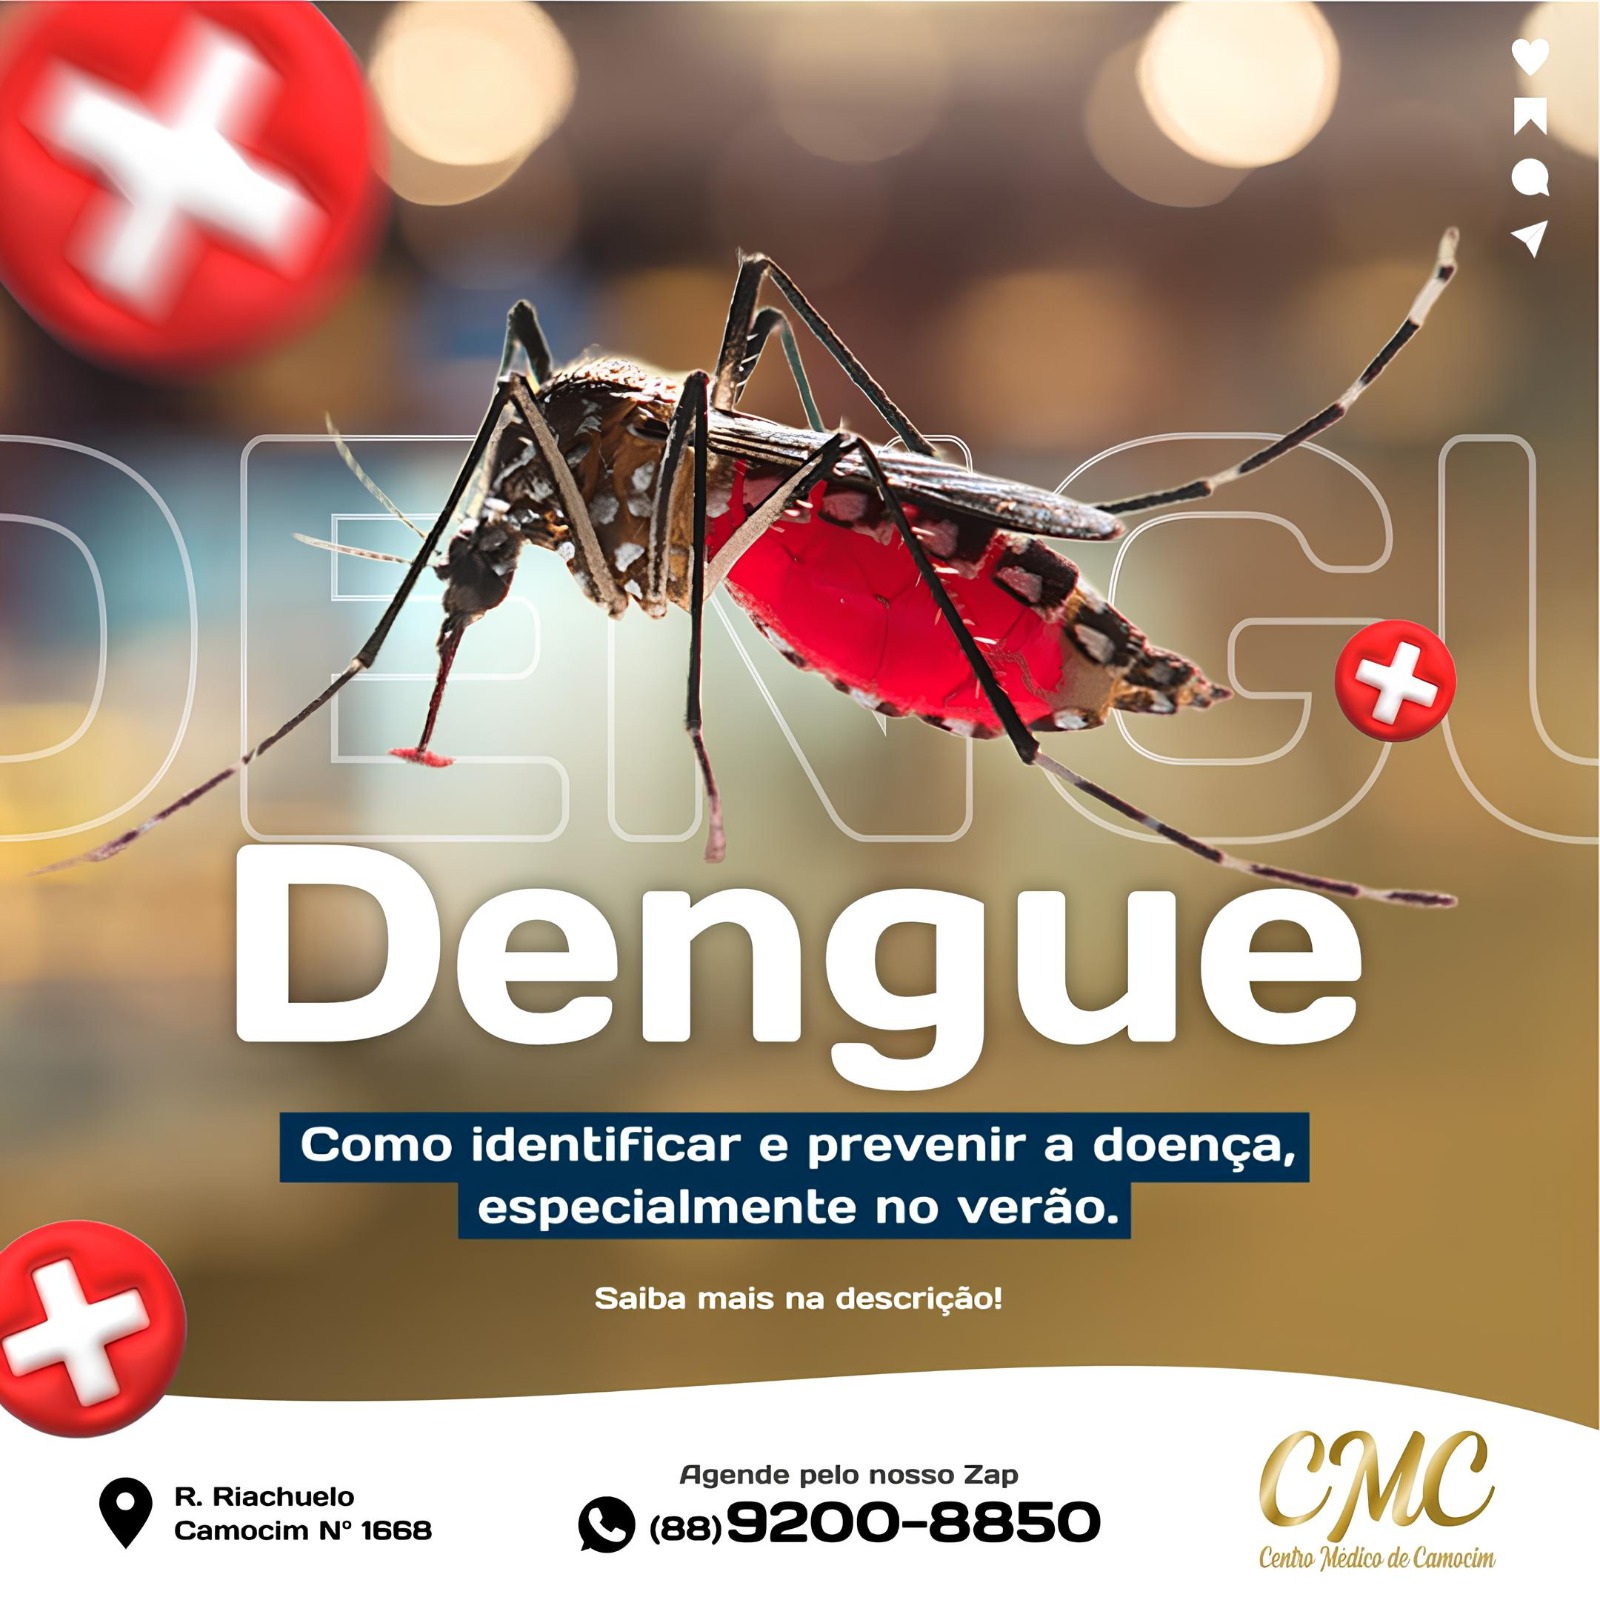 DENGU
Dengue
Como identificar e prevenir a doença,
especialmente no verão.
Saiba mais na descrição!
R. Riachuelo
Camocim Nº 1668
Agende pelo nosso Zap
(88)9200-8850
CMC
Centro Médico de Camocim